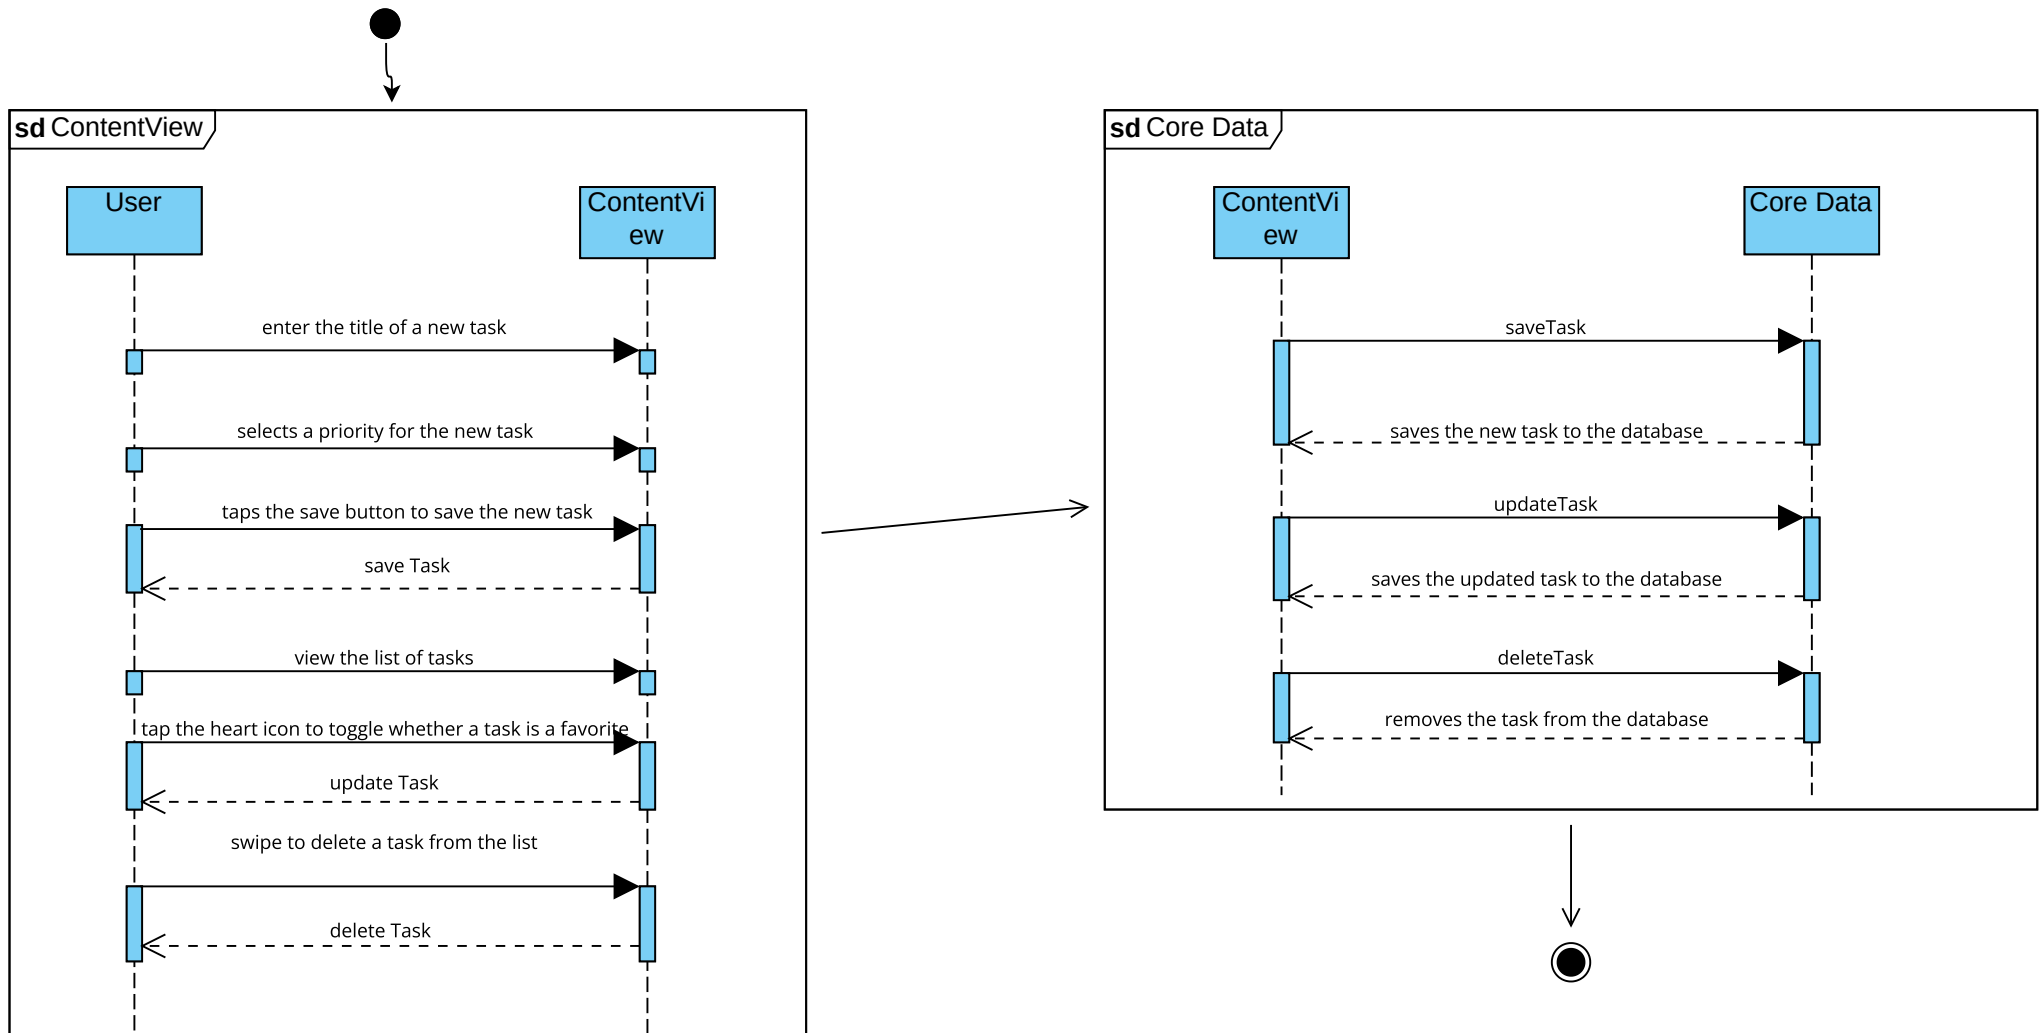 sd ContentView
User
ContentVi
ew
enter the title of a new task
selects a priority for the new task
taps the save button to save the new task
save Task
view the list of tasks
tap the heart icon to toggle whether a task is a favorite
update Task
swipe to delete a task from the list
delete Task
sd Core Data
ContentVi
ew
Core Data
saveTask
saves the new task to the database
updateTask
saves the updated task to the database
deleteTask
removes the task from the database